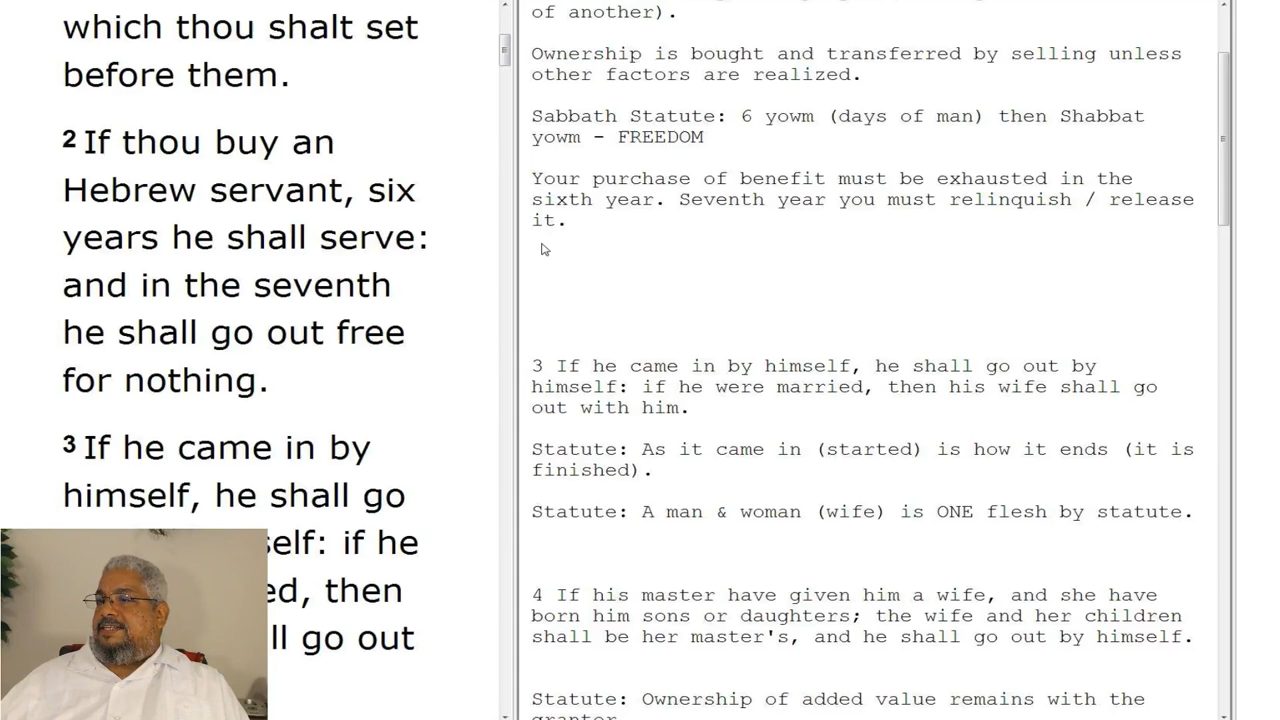 which thou shalt set
before them.
2 If thou buy an
Hebrew servant, six
years he shall serve:
and in the seventh
he shall go out free
for nothing.
3 If he came in by
himself, he shall go
self: if he
ed, then
ll go out
of another).
Ownership is bought and transferred by selling unless
other factors are realized.
Sabbath Statute: 6 yowm (days of man) then Shabbat
yowm - FREEDOM
Your purchase of benefit must be exhausted in the
sixth year. Seventh year you must relinquish / release
it.
3 If he came in by himself, he shall go out by
himself: if he were married, then his wife shall go
out with him.
Statute: As it came in (started) is how it ends (it is
finished).
Statute: A man & woman (wife) is ONE flesh by statute.
4 If his master have given him a wife, and she have
born him sons or daughters; the wife and her children
shall be her master's, and he shall go out by himself.
Statute: Ownership of added value remains with the
grantor